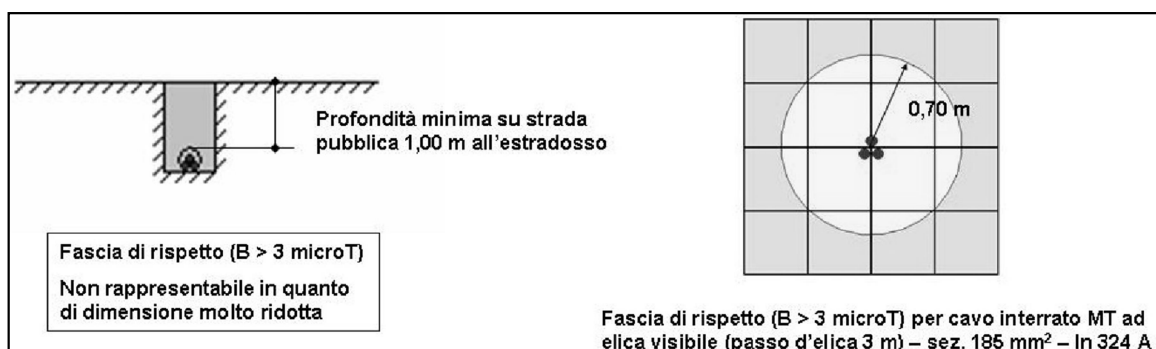 Profondità minima su strada
pubblica 1,00 m all'estradosso
Fascia di rispetto (B > 3 microT)
Non rappresentabile in quanto
di dimensione molto ridotta
0,70 m
Fascia di rispetto (B > 3 microT) per cavo interrato MT ad
elica visibile (passo d'elica 3 m) – sez. 185 mm² – In 324 A